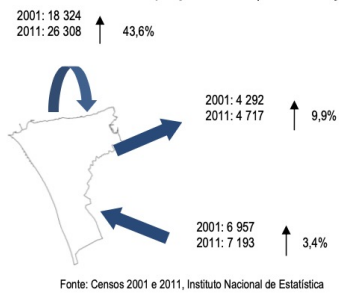 2001: 18 324
2011: 26 308 43,6%
2001: 4 292
2011: 4 717 9,9%
2001: 6 957
2011: 7 193 3,4%
Fonte: Censos 2001 e 2011, Instituto Nacional de Estatística